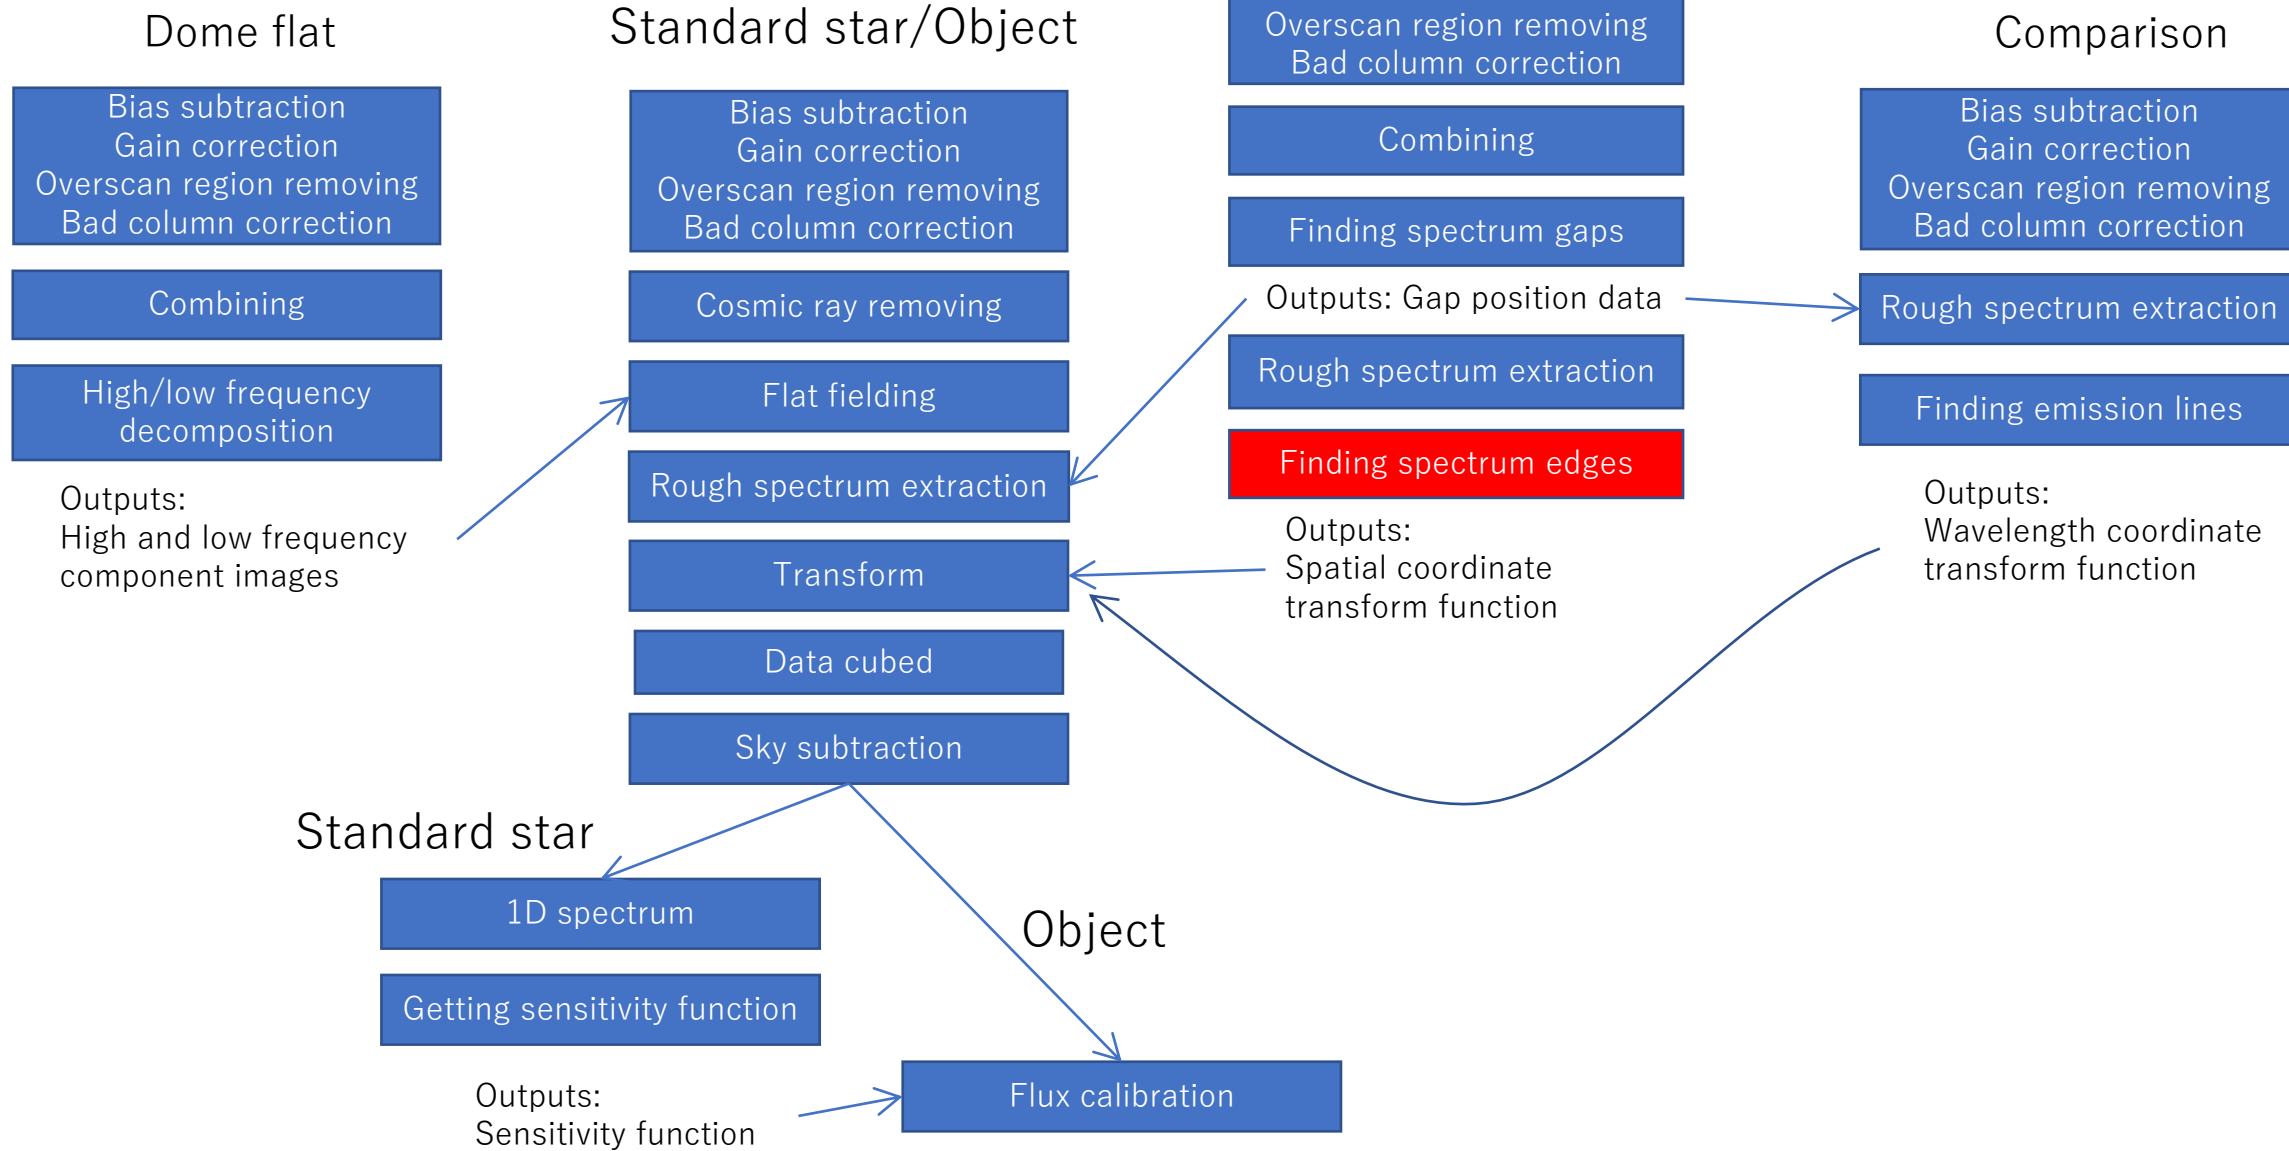 Dome flat
Bias subtraction
Gain correction
Overscan region removing
Bad column correction
Combining
High/low frequency
decomposition
Outputs:
High and low frequency
component images
Standard star/Object
Bias subtraction
Gain correction
Overscan region removing
Bad column correction
Cosmic ray removing
Flat fielding
Rough spectrum extraction
Transform
Data cubed
Sky subtraction
Overscan region removing
Bad column correction
Combining
Finding spectrum gaps
Outputs: Gap position data
Rough spectrum extraction
Finding spectrum edges
Outputs:
Spatial coordinate
transform function
Comparison
Bias subtraction
Gain correction
Overscan region removing
Bad column correction
Rough spectrum extraction
Finding emission lines
Outputs:
Wavelength coordinate
transform function
Standard star
1D spectrum
Getting sensitivity function
Outputs:
Sensitivity function
Object
Flux calibration